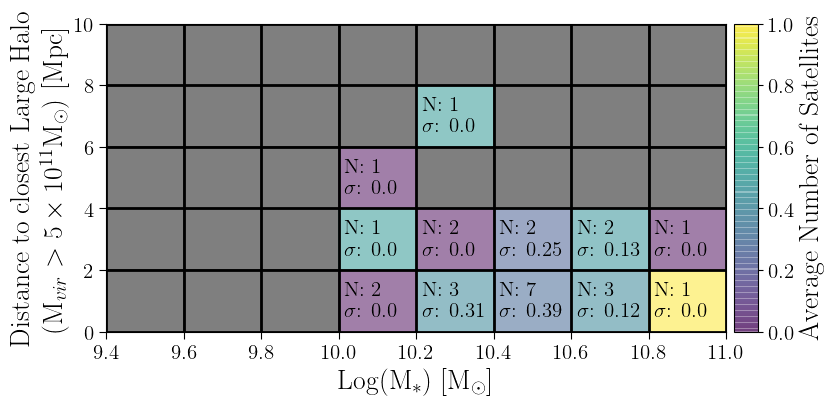 Distance to closest Large Halo
(M_vir > 5 × 10^11 M_⊙) [Mpc]
10
8
6
4
2
0
N: 1
σ: 0.0
N: 1
σ: 0.0
N: 1 N: 2 N: 2 N: 2 N: 1
σ: 0.0 σ: 0.0 σ: 0.25 σ: 0.13 σ: 0.0
N: 2 N: 3 N: 7 N: 3 N: 1
σ: 0.0 σ: 0.31 σ: 0.39 σ: 0.12 σ: 0.0
9.4 9.6 9.8 10.0 10.2 10.4 10.6 10.8 11.0
Log(M_*) [M_⊙]
1.0
0.8
0.6
0.4
0.2
0.0
Average Number of Satellites